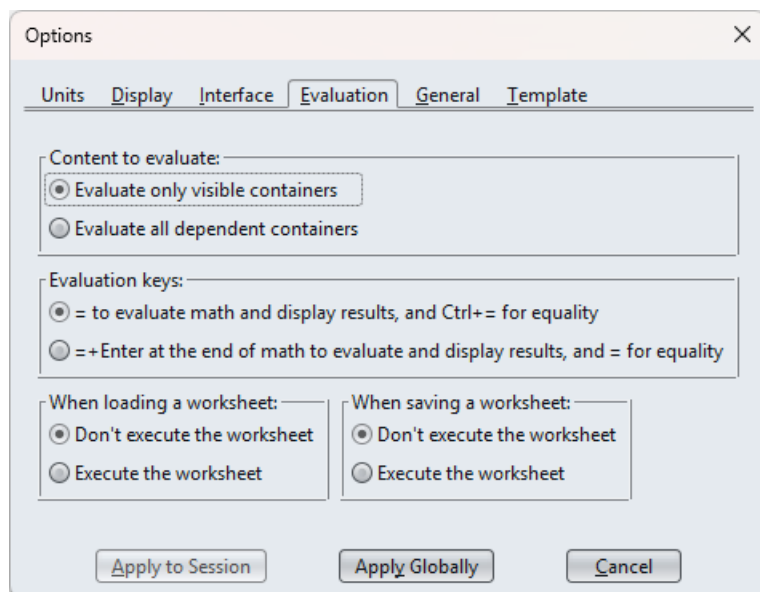 Options
Units Display Interface Evaluation General Template
Content to evaluate:
Evaluate only visible containers
Evaluate all dependent containers
Evaluation keys:
= to evaluate math and display results, and Ctrl+= for equality
=+Enter at the end of math to evaluate and display results, and = for equality
When loading a worksheet: When saving a worksheet:
Don't execute the worksheet Don't execute the worksheet
Execute the worksheet Execute the worksheet
Apply to Session Apply Globally Cancel